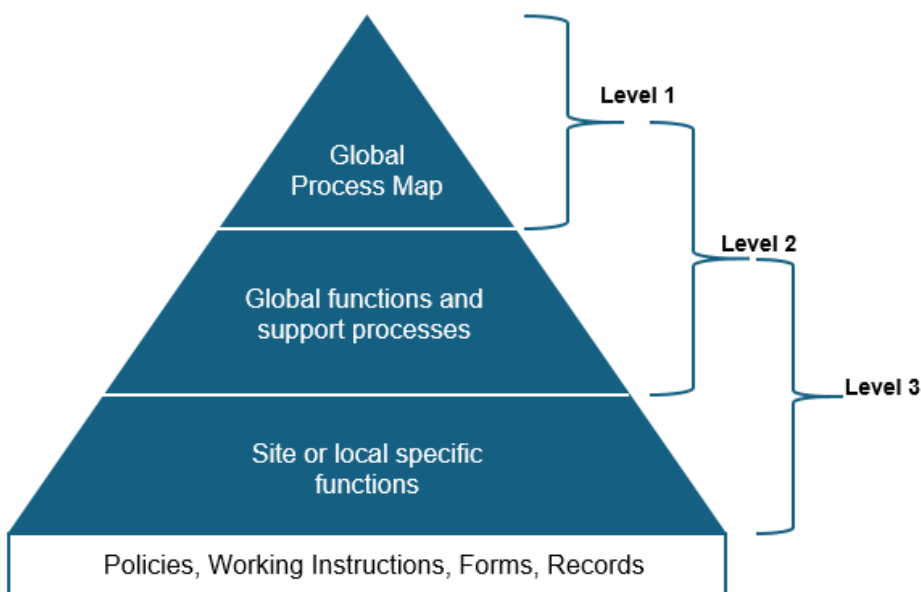 Level 1
Global
Process Map
Level 2
Global functions and
support processes
Level 3
Site or local specific
functions
Policies, Working Instructions, Forms, Records